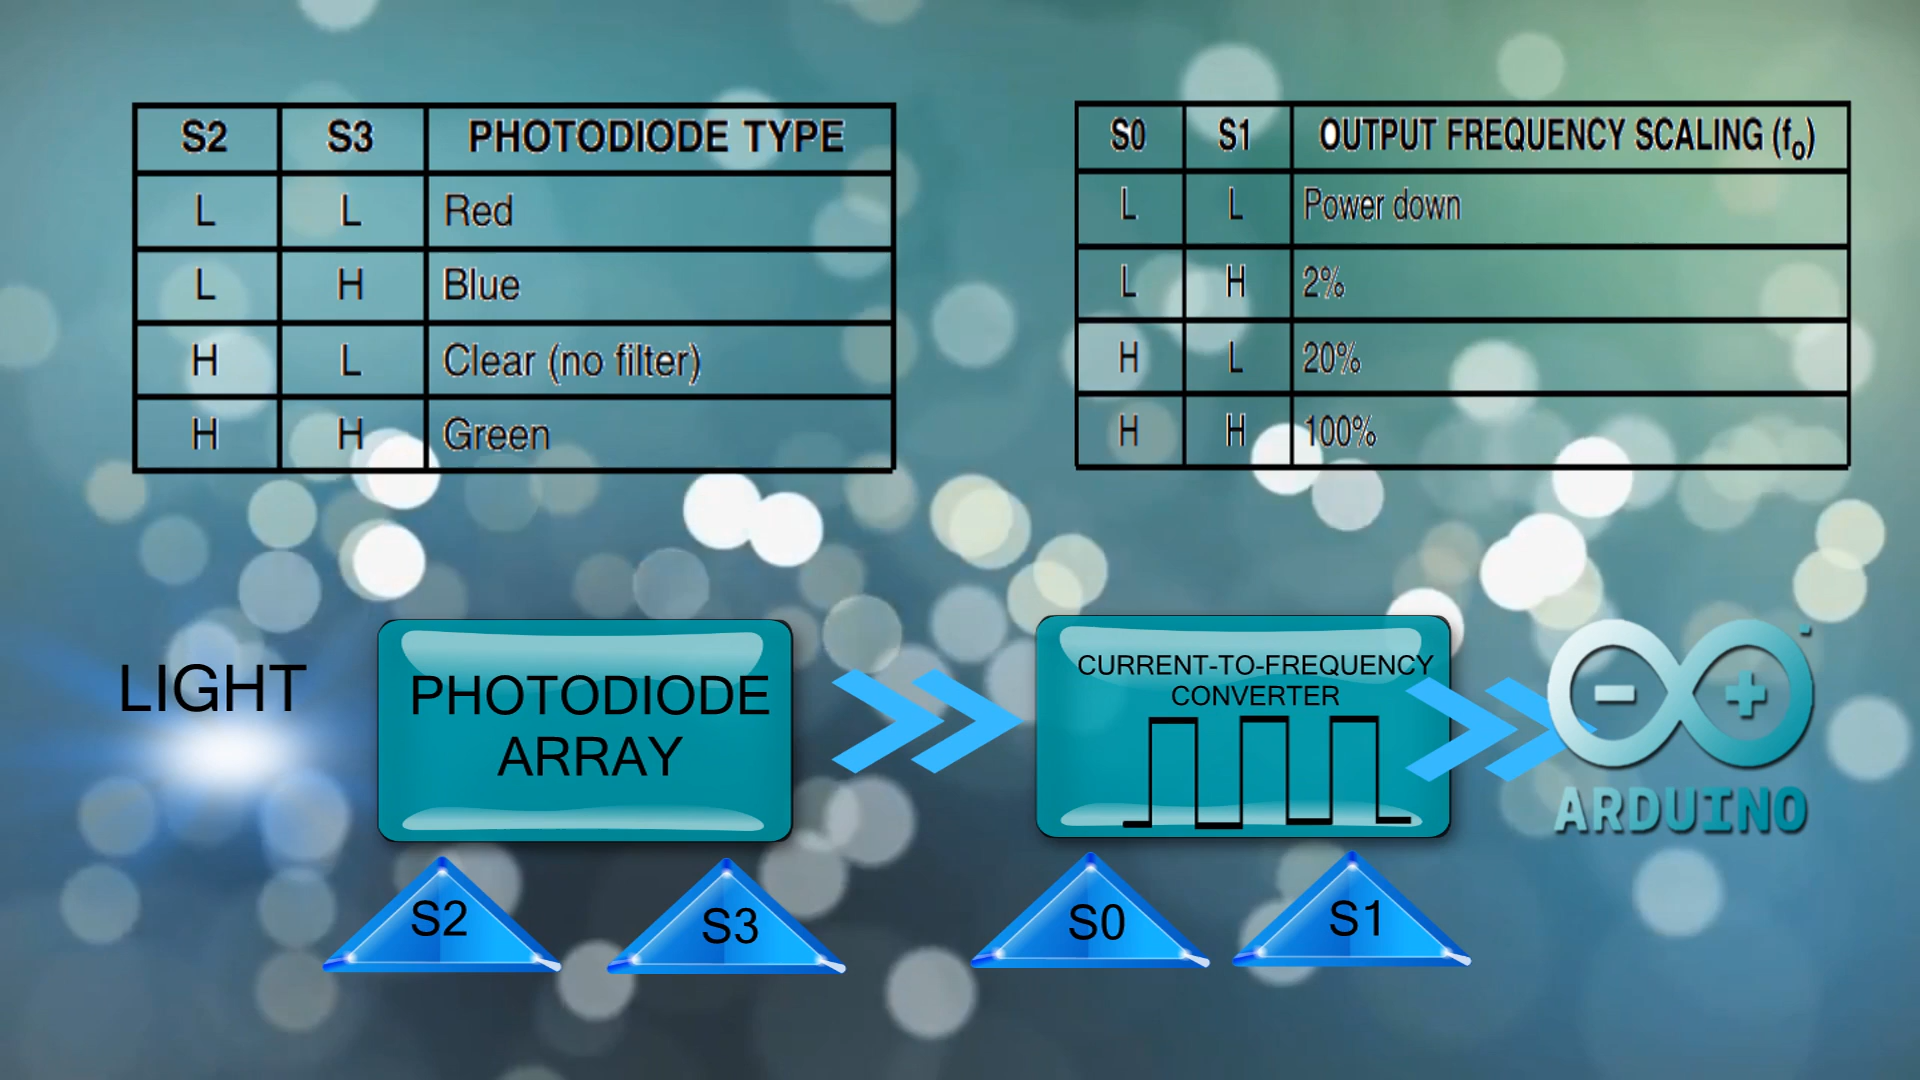 S2 S3 PHOTODIODE TYPE
L L Red
L H Blue
H L Clear (no filter)
H H Green
S0 S1 OUTPUT FREQUENCY SCALING (fo)
L L Power down
L H 2%
H L 20%
H H 100%
LIGHT
PHOTODIODE
ARRAY
CURRENT-TO-FREQUENCY
CONVERTER
ARDUINO
S2
S3
S0
S1